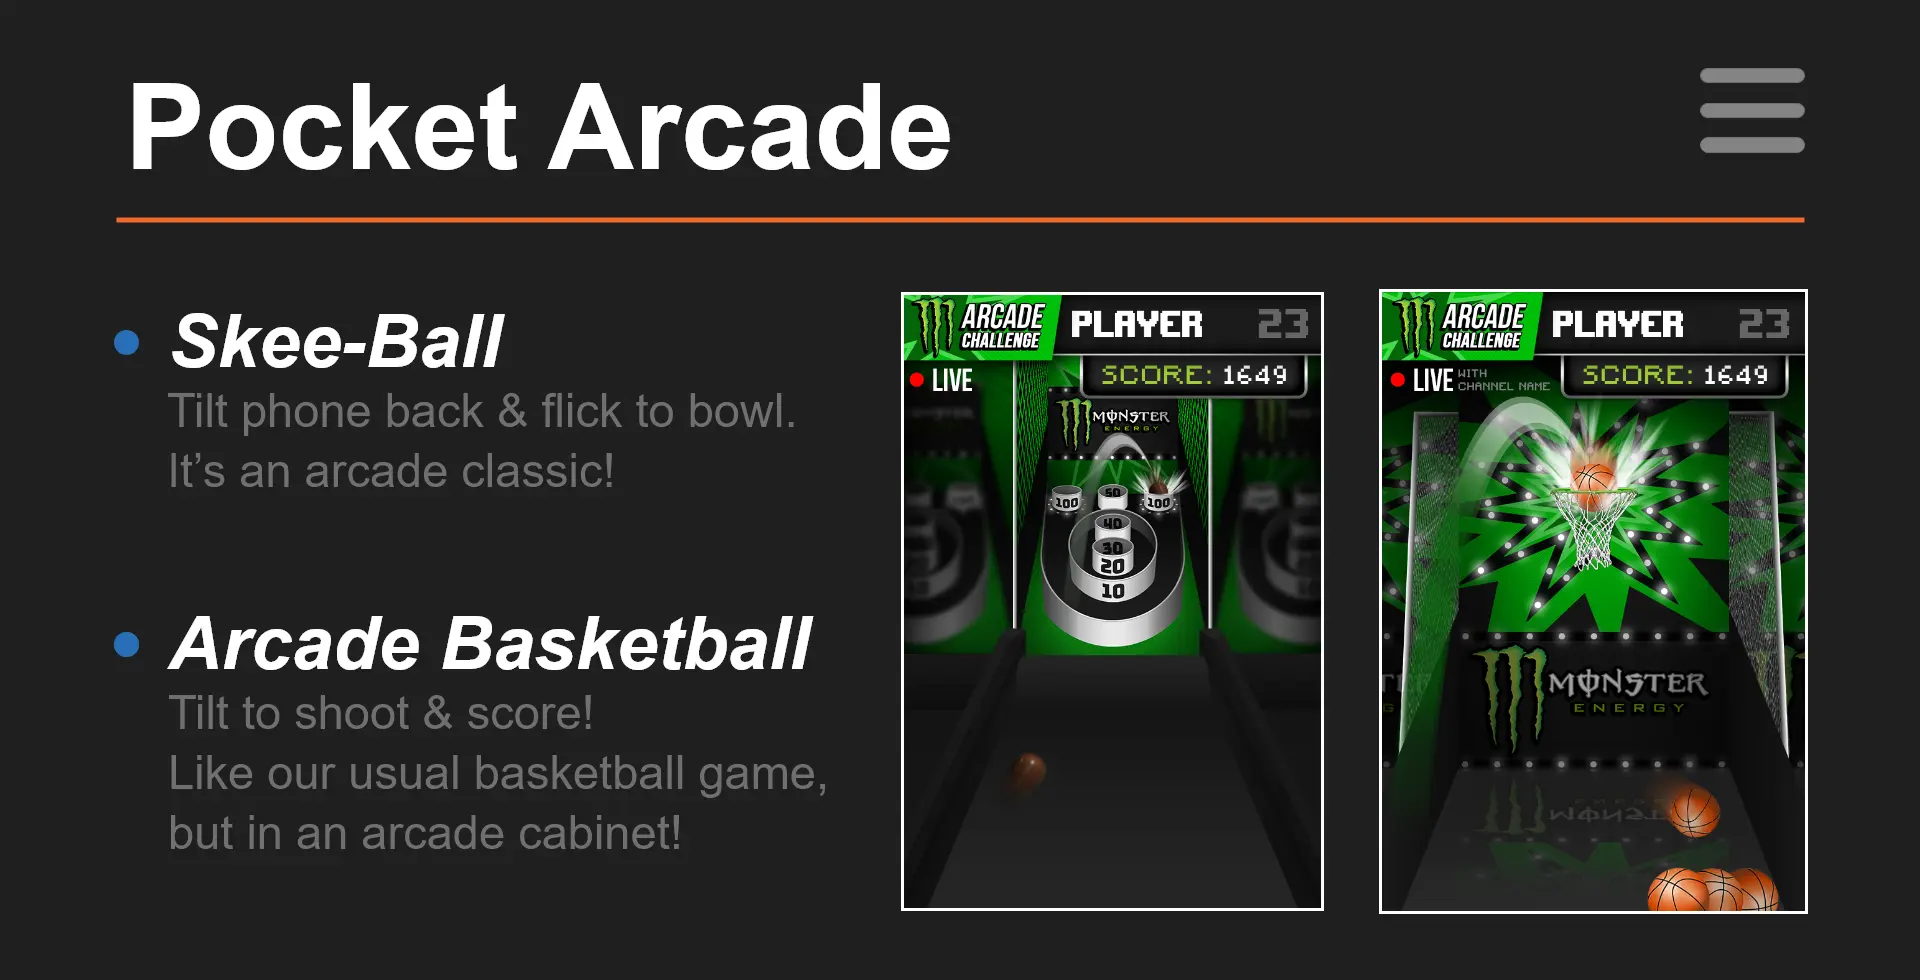 Pocket Arcade
Skee-Ball
Tilt phone back & flick to bowl.
It’s an arcade classic!
Arcade Basketball
Tilt to shoot & score!
Like our usual basketball game,
but in an arcade cabinet!
ARCADE
CHALLENGE
PLAYER 23
SCORE: 1649
LIVE
MONSTER
ENERGY
100 50 100
40
30
20
10
ARCADE
CHALLENGE
PLAYER 23
SCORE: 1649
LIVE WITH
CHANNEL NAME
MONSTER
ENERGY